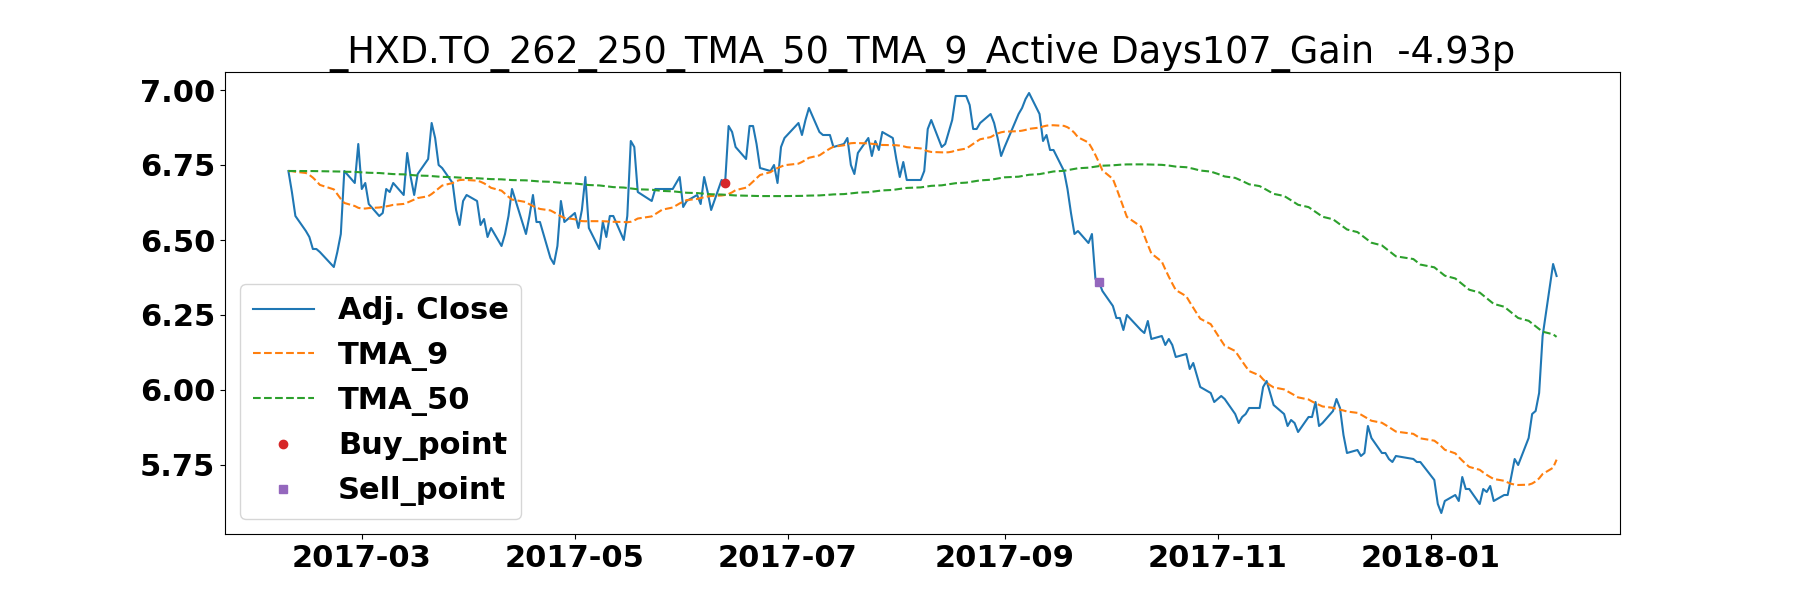 _HXD.TO_262_250_TMA_50_TMA_9_Active Days107_Gain  -4.93p
7.00
6.75
6.50
6.25
6.00
5.75
Adj. Close
TMA_9
TMA_50
Buy_point
Sell_point
2017-03 2017-05 2017-07 2017-09 2017-11 2018-01